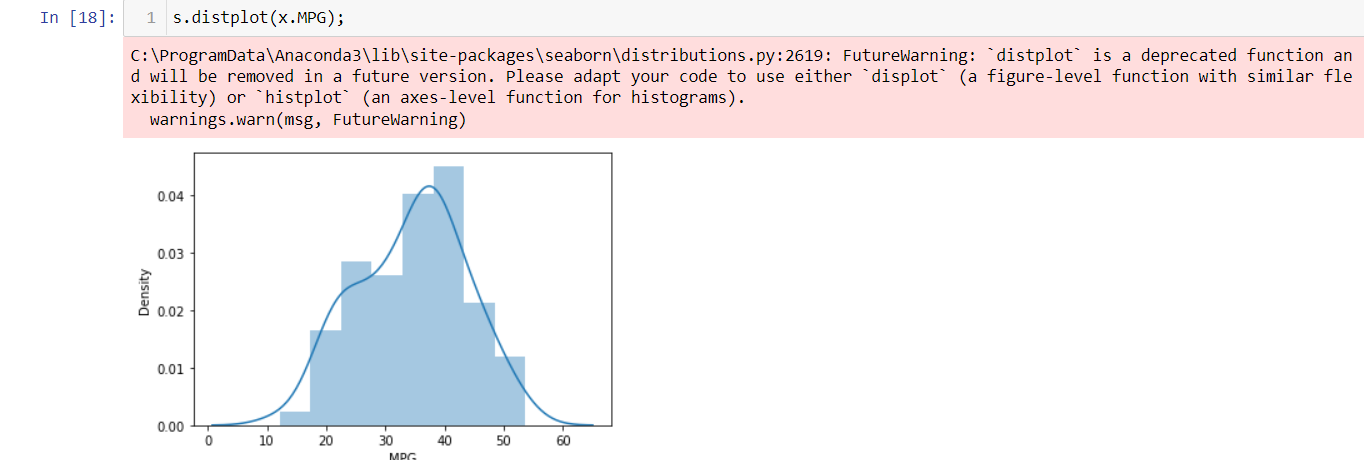 In [18]: 1 s.distplot(x.MPG);
C:\ProgramData\Anaconda3\lib\site-packages\seaborn\distributions.py:2619: FutureWarning: `distplot` is a deprecated function an
d will be removed in a future version. Please adapt your code to use either `displot` (a figure-level function with similar fle
xibility) or `histplot` (an axes-level function for histograms).
  warnings.warn(msg, FutureWarning)
0.04
0.03
0.02
0.01
0.00
Density
0 10 20 30 40 50 60
MPG